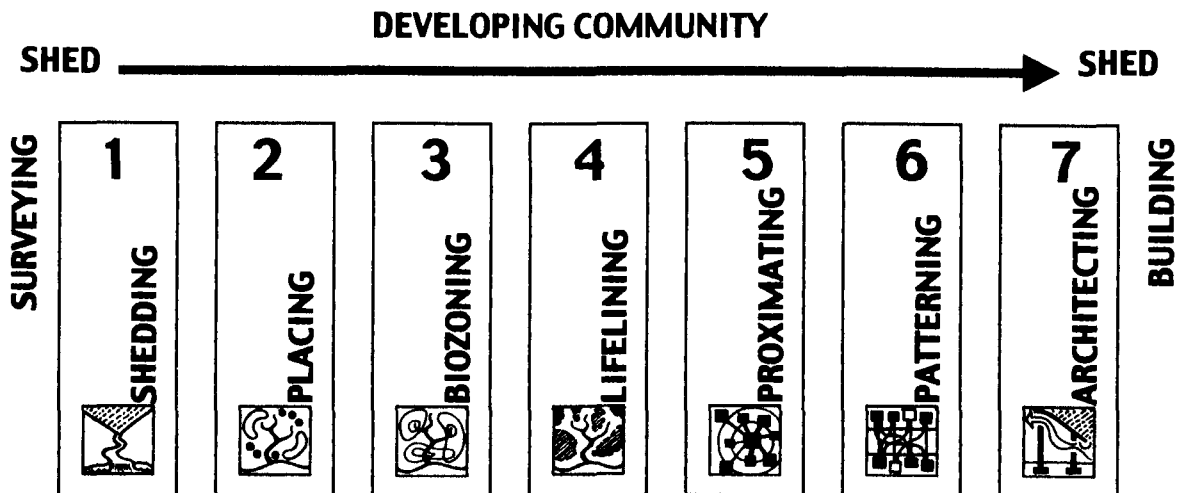 DEVELOPING COMMUNITY
SHED
SHED
SURVEYING
1
SHEDDING
2
PLACING
3
BIOZONING
4
LIFELINING
5
PROXIMATING
6
PATTERNING
7
ARCHITECTING
BUILDING